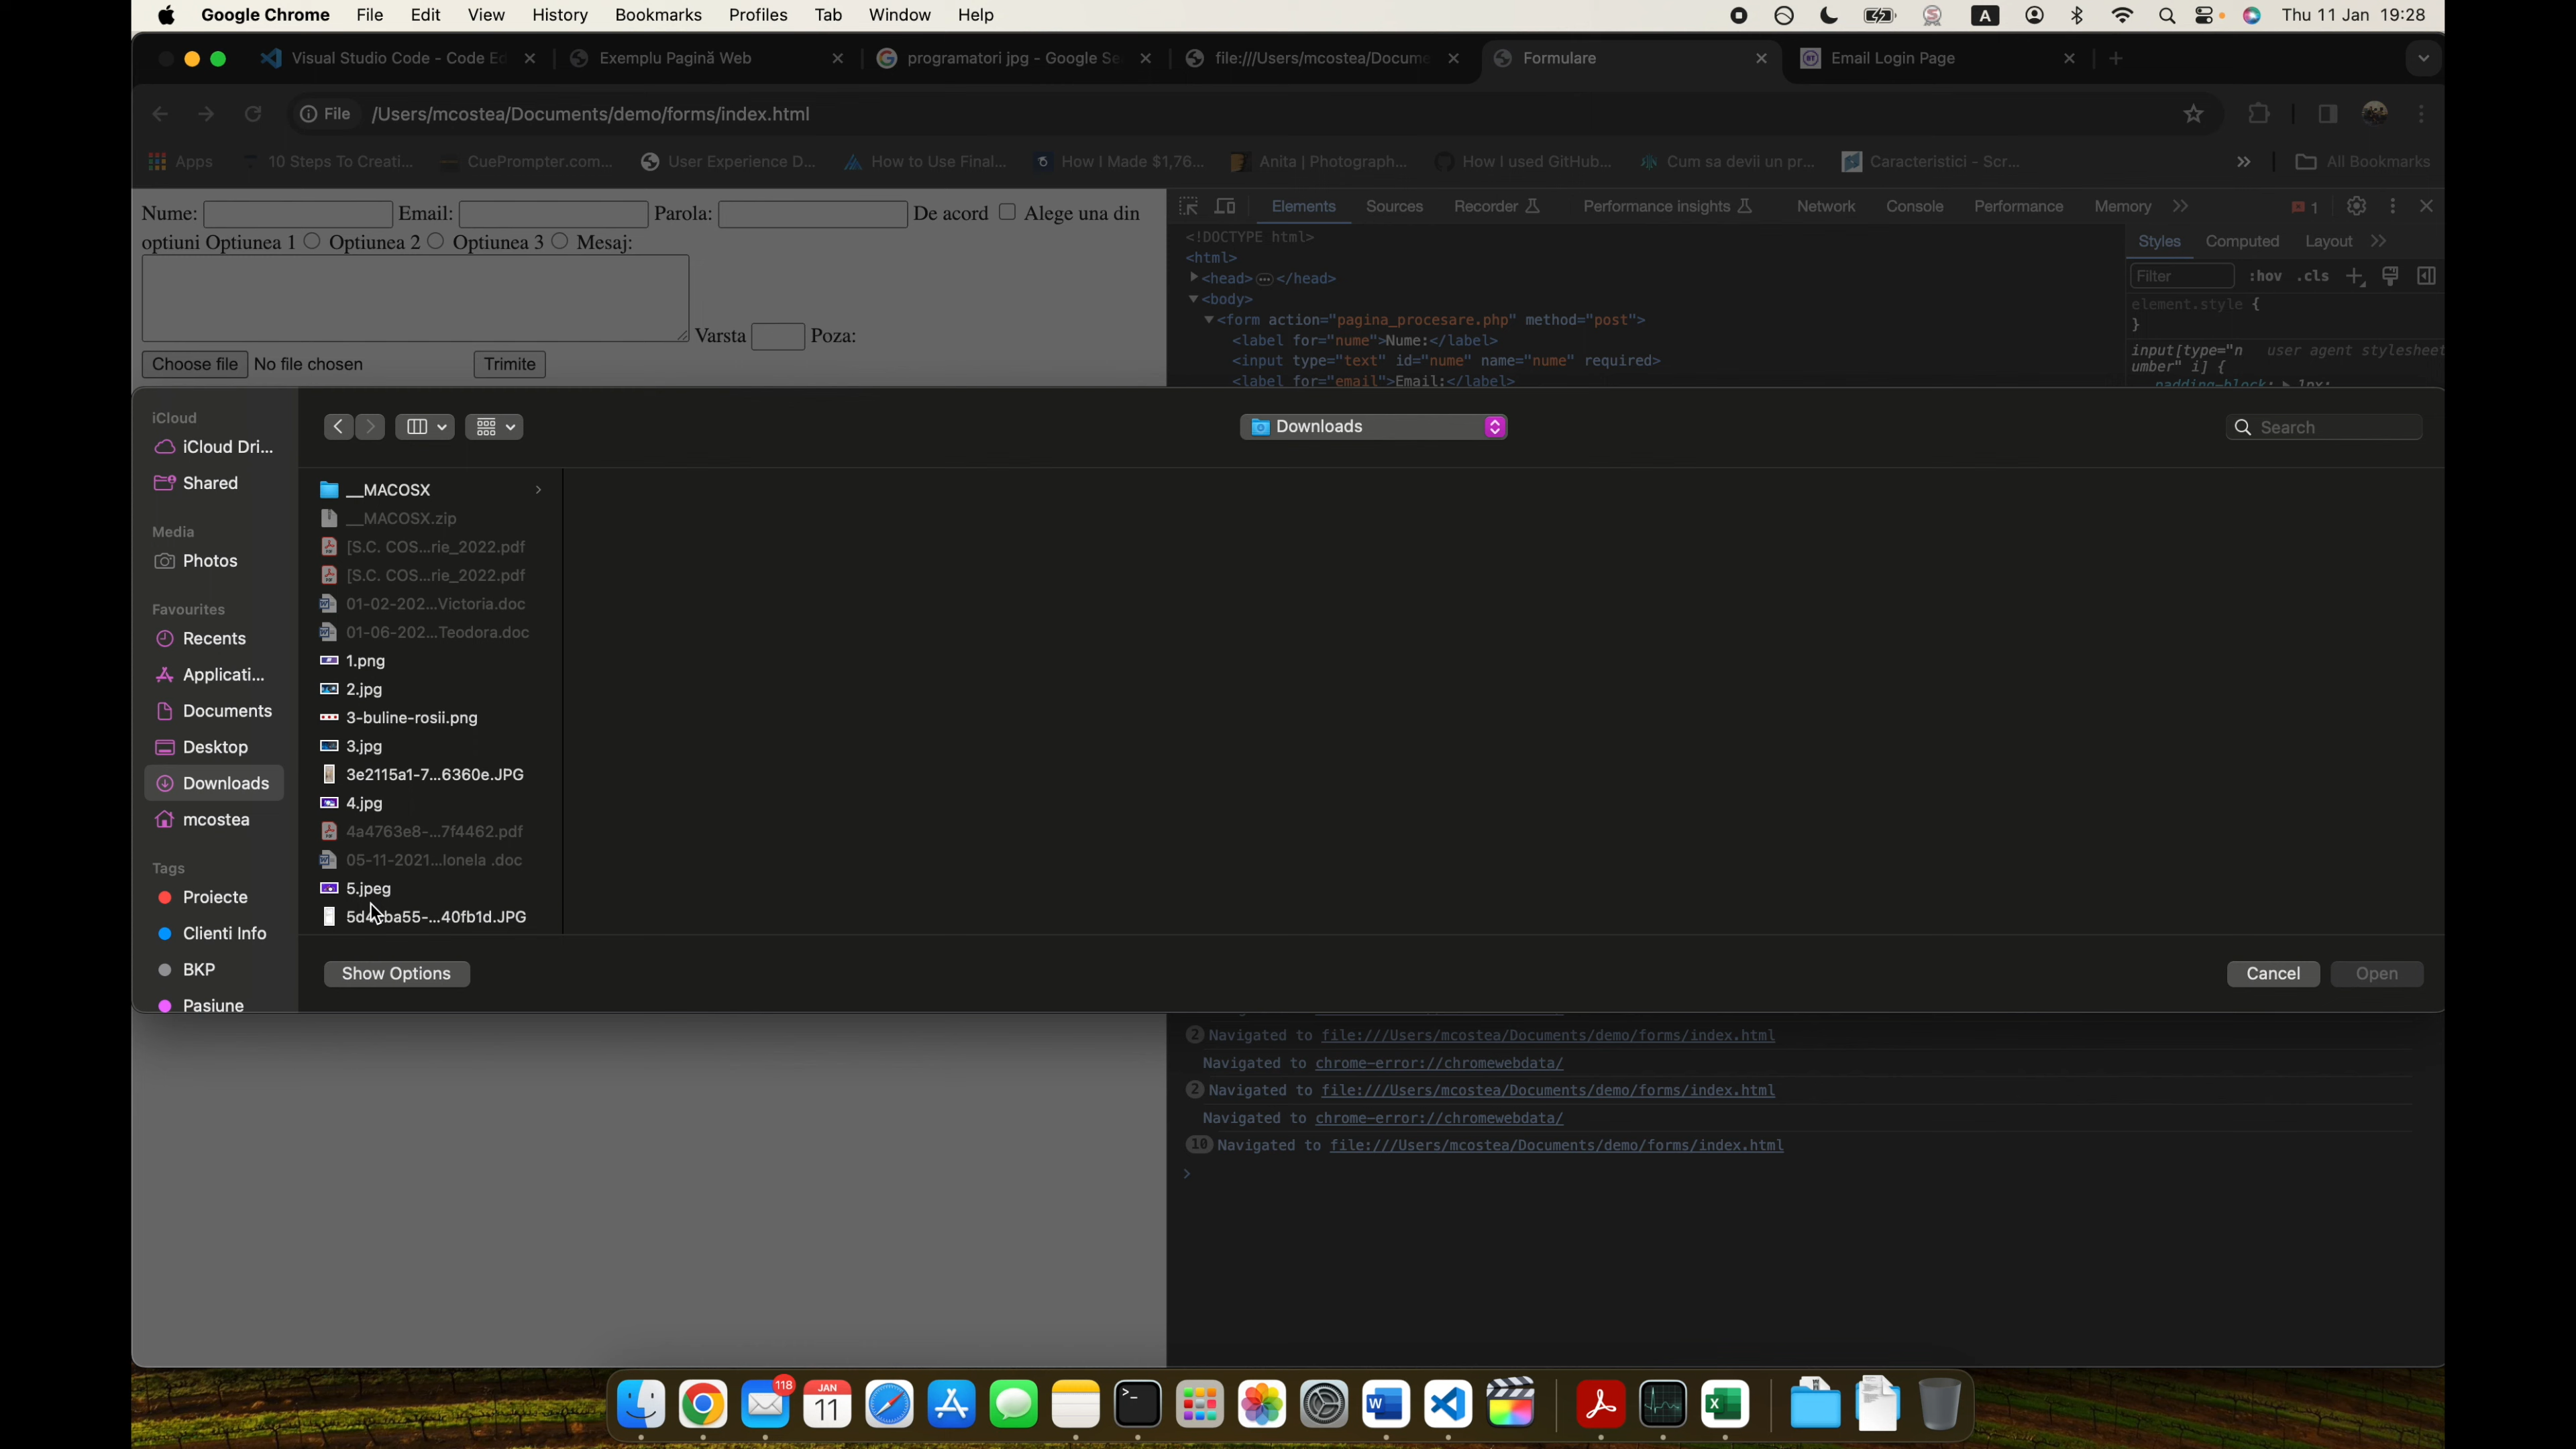 Google Chrome File Edit View History Bookmarks Profiles Tab Window Help
A Thu 11 Jan 19:28
Visual Studio Code - Code Ed
Exemplu Pagină Web
programatori jpg - Google Se
file:///Users/mcostea/Docume
Formulare
Email Login Page
File /Users/mcostea/Documents/demo/forms/index.html
Apps 10 Steps To Creati... CuePrompter.com... User Experience D... How to Use Final... How I Made $1,76... Anita | Photograph... How I used GitHub... Cum sa devii un pr... Caracteristici - Scr... » All Bookmarks
Nume: Email: Parola: De acord Alege una din
optiuni Optiunea 1 Optiunea 2 Optiunea 3 Mesaj:
Varsta Poza:
Choose file No file chosen Trimite
Elements Sources Recorder Performance insights Network Console Performance Memory » 1
<!DOCTYPE html>
<html>
<head> </head>
<body>
<form action="pagina_procesare.php" method="post">
<label for="nume">Nume:</label>
<input type="text" id="nume" name="nume" required>
<label for="email">Email:</label>
Styles Computed Layout »
Filter :hov .cls
element.style {
}
input[type="n user agent stylesheet
umber" i] {
padding-block: 1px;
iCloud
iCloud Dri...
Shared
Media
Photos
Favourites
Recents
Applicati...
Documents
Desktop
Downloads
mcostea
Tags
Proiecte
Clienti Info
BKP
Pasiune
Downloads
Search
__MACOSX
__MACOSX.zip
[S.C. COS...rie_2022.pdf
[S.C. COS...rie_2022.pdf
01-02-202...Victoria.doc
01-06-202...Teodora.doc
1.png
2.jpg
3-buline-rosii.png
3.jpg
3e2115a1-7...6360e.JPG
4.jpg
4a4763e8-...7f4462.pdf
05-11-2021...Ionela .doc
5.jpeg
Show Options
Cancel Open
2 Navigated to file:///Users/mcostea/Documents/demo/forms/index.html
Navigated to chrome-error://chromewebdata/
2 Navigated to file:///Users/mcostea/Documents/demo/forms/index.html
Navigated to chrome-error://chromewebdata/
10 Navigated to file:///Users/mcostea/Documents/demo/forms/index.html
118
JAN
11